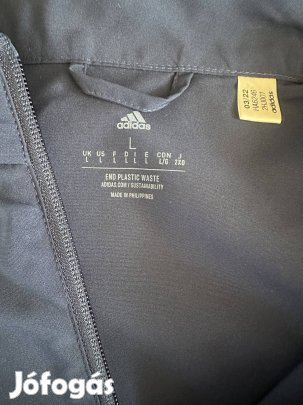 adidas
L
UK US F D I E CON J
L L L L L L L/G 2XO
END PLASTIC WASTE
ADIDAS.COM/SUSTAINABILITY
MADE IN PHILIPPINES
03/22
adidas
Jófogás